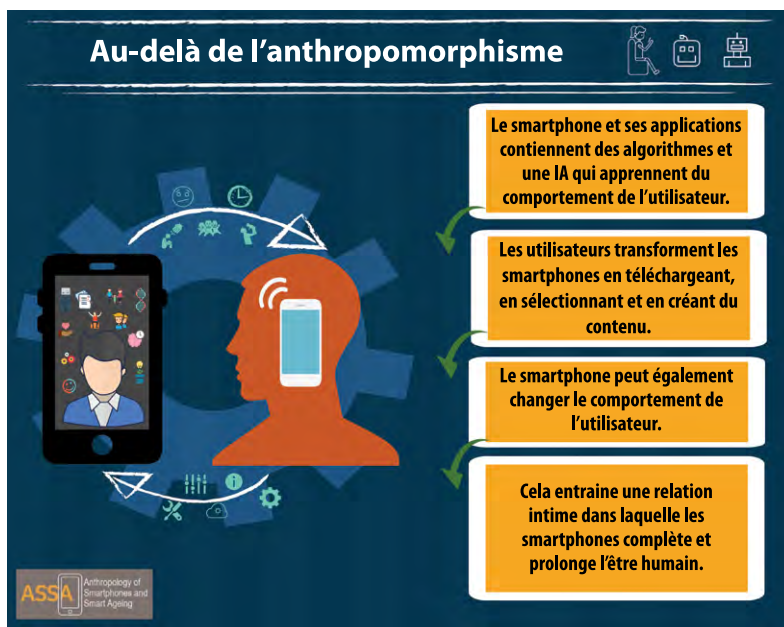 Au-delà de l’anthropomorphisme
Le smartphone et ses applications
contiennent des algorithmes et
une IA qui apprennent du
comportement de l’utilisateur.
Les utilisateurs transforment les
smartphones en téléchargeant,
en sélectionnant et en créant du
contenu.
Le smartphone peut également
changer le comportement de
l’utilisateur.
Cela entraine une relation
intime dans laquelle les
smartphones complète et
prolonge l’être humain.
ASSA
Anthropology of
Smartphones and
Smart Ageing